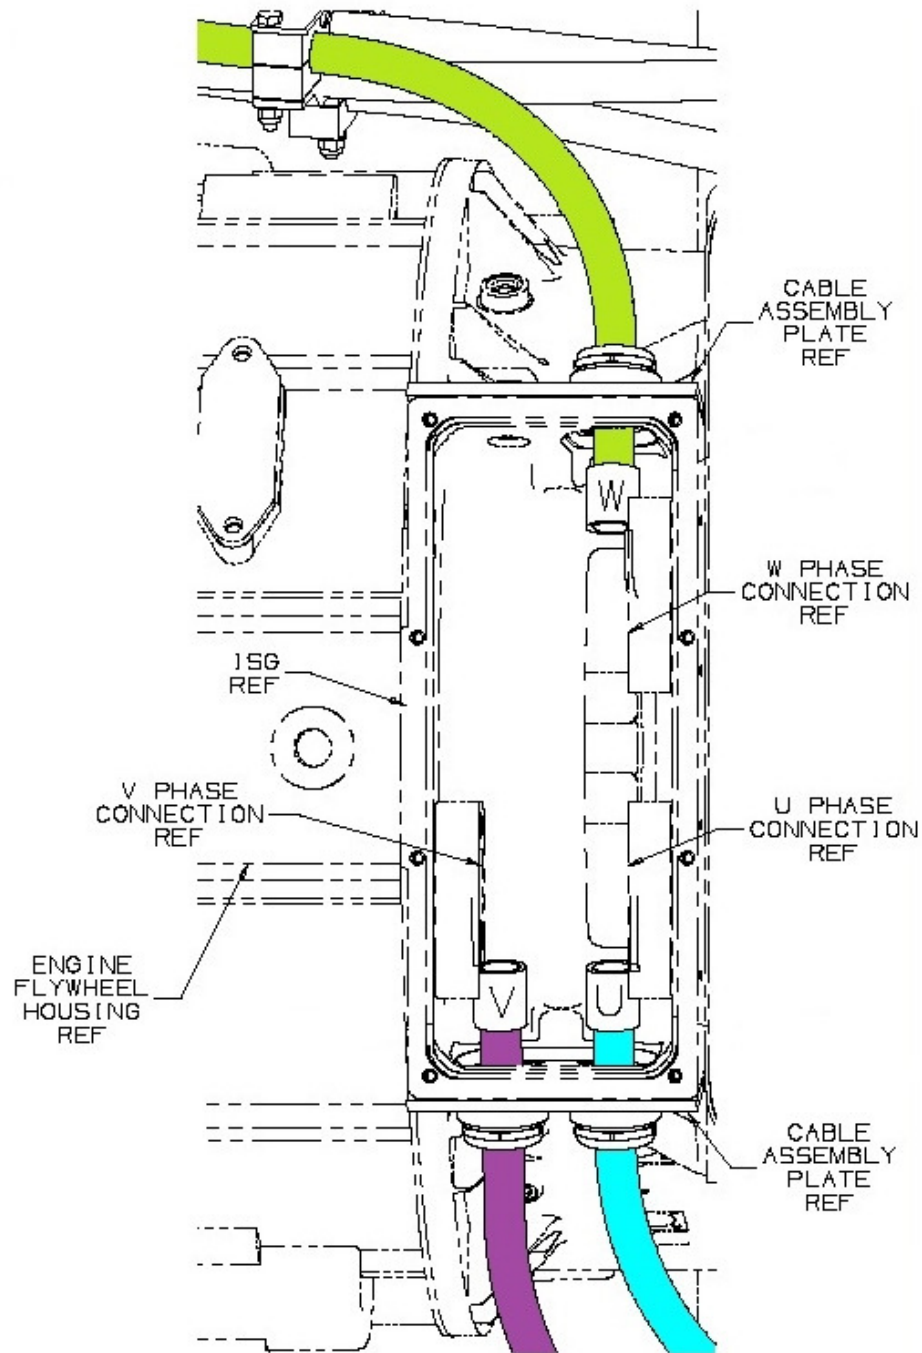 CABLE
ASSEMBLY
PLATE
REF
W
W PHASE
CONNECTION
REF
ISG
REF
V PHASE
CONNECTION
REF
U PHASE
CONNECTION
REF
ENGINE
FLYWHEEL
HOUSING
REF
V
U
CABLE
ASSEMBLY
PLATE
REF